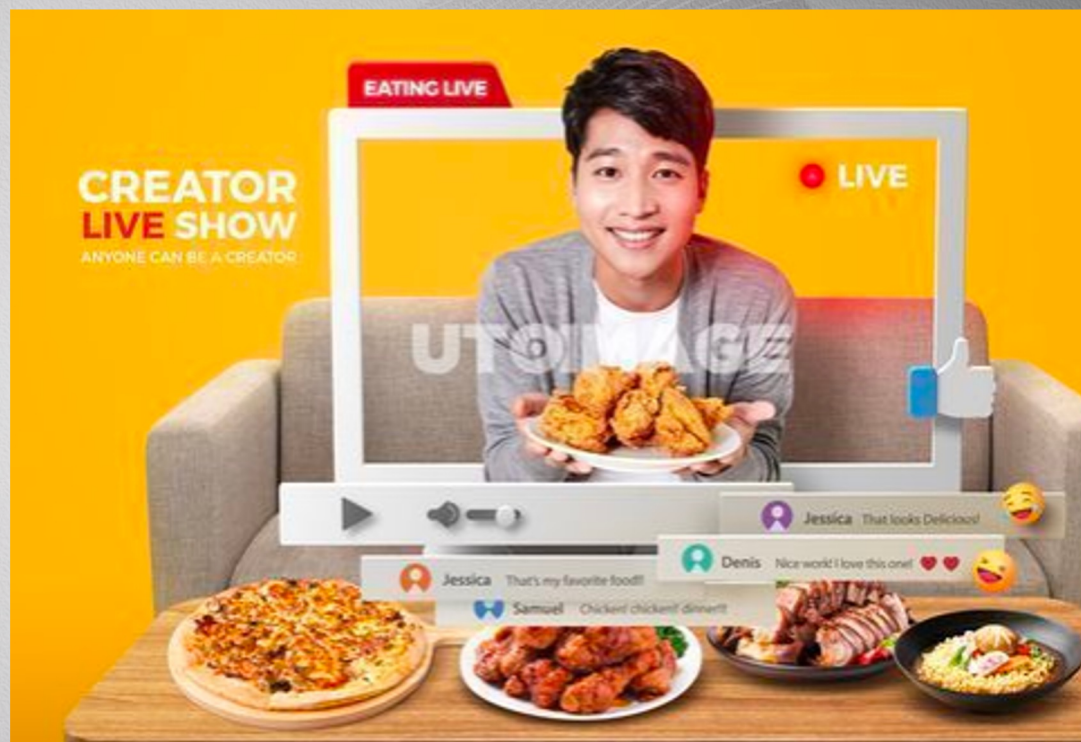 EATING LIVE
LIVE
CREATOR
LIVE SHOW
ANYONE CAN BE A CREATOR
UTOIMAGE
Jessica That looks Delicious!
Denis Nice work! I love this one!
Jessica That's my favorite food!!
Samuel Chicken! chicken!! dinner!!